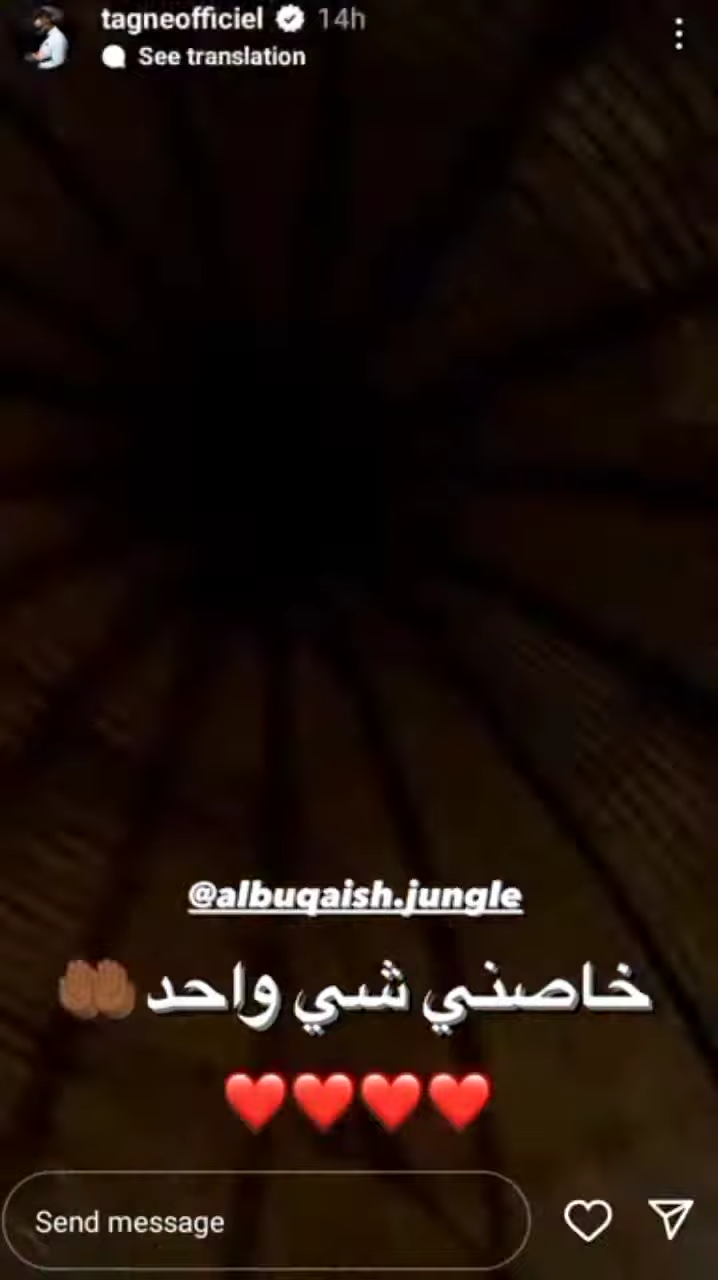 tagneofficiel 14h
See translation
@albuqaish.jungle
خاصني شي واحد🤲🏾
❤️❤️❤️❤️
Send message